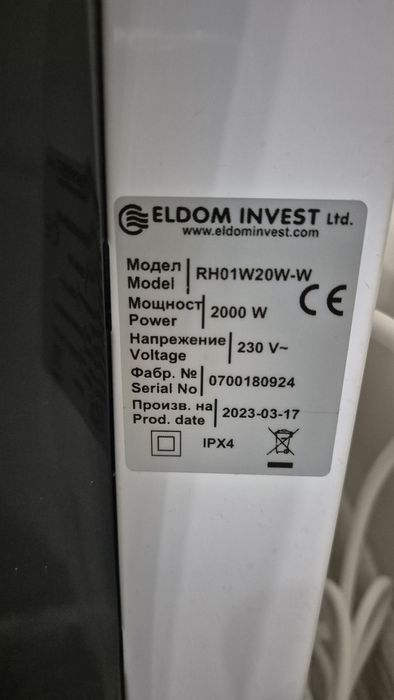 ELDOM INVEST Ltd.
www.eldominvest.com
Модел
Model RH01W20W-W
Мощност
Power 2000 W
Напрежение
Voltage 230 V~
Фабр. №
Serial No 0700180924
Произв. на
Prod. date 2023-03-17
IPX4
CE